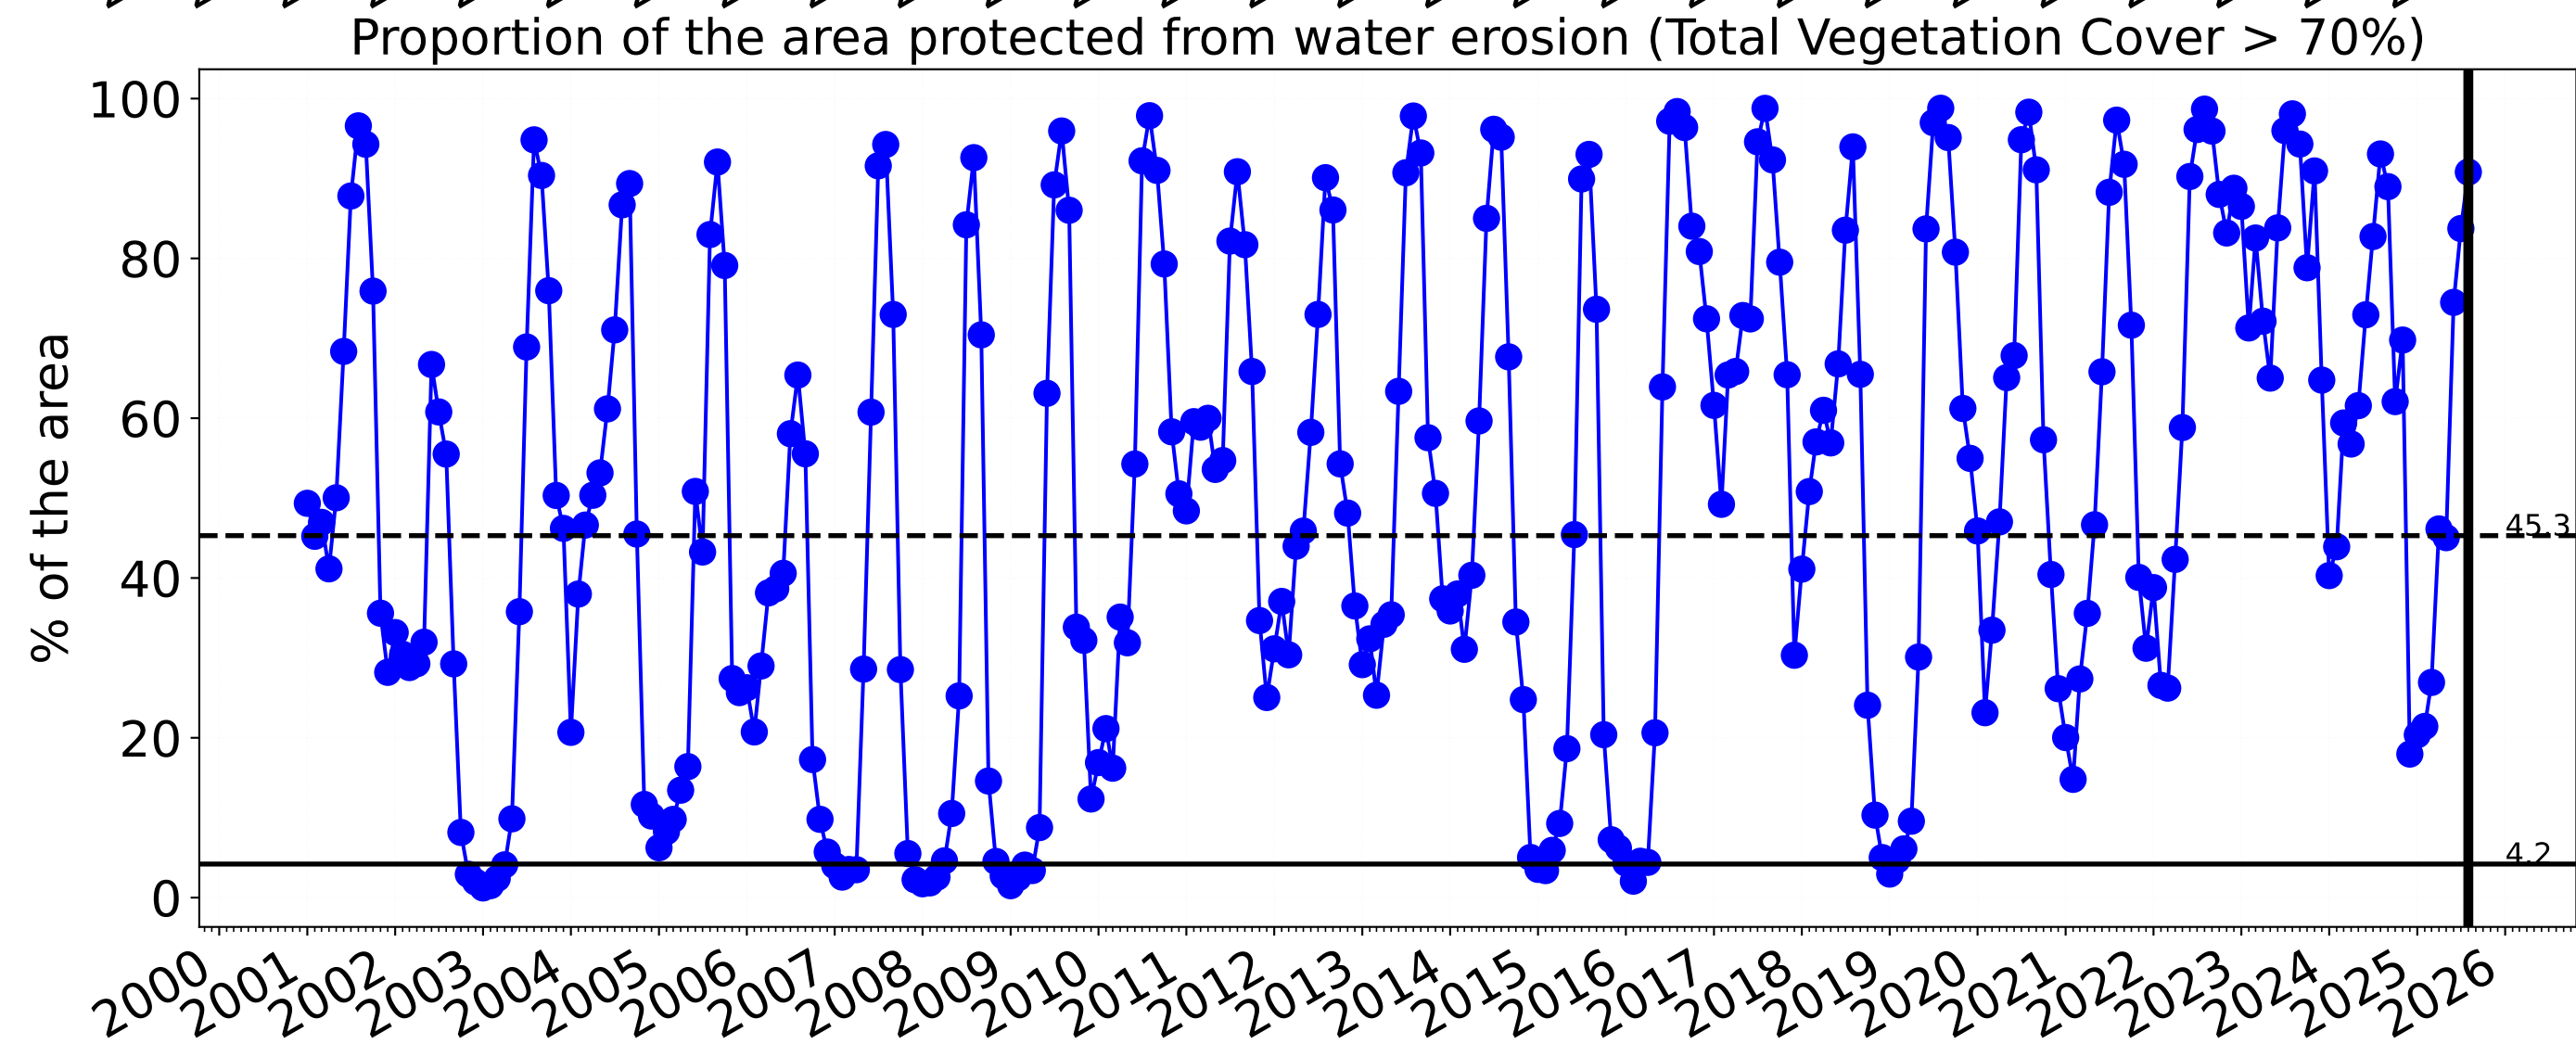 Proportion of the area protected from water erosion (Total Vegetation Cover > 70%)
% of the area
100
80
60
40
20
0
45.3
4.2
2000 2001 2002 2003 2004 2005 2006 2007 2008 2009 2010 2011 2012 2013 2014 2015 2016 2017 2018 2019 2020 2021 2022 2023 2024 2025 2026